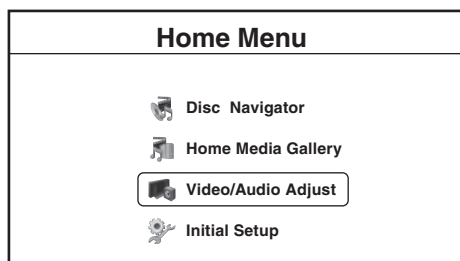 Home Menu
Disc Navigator
Home Media Gallery
Video/Audio Adjust
Initial Setup